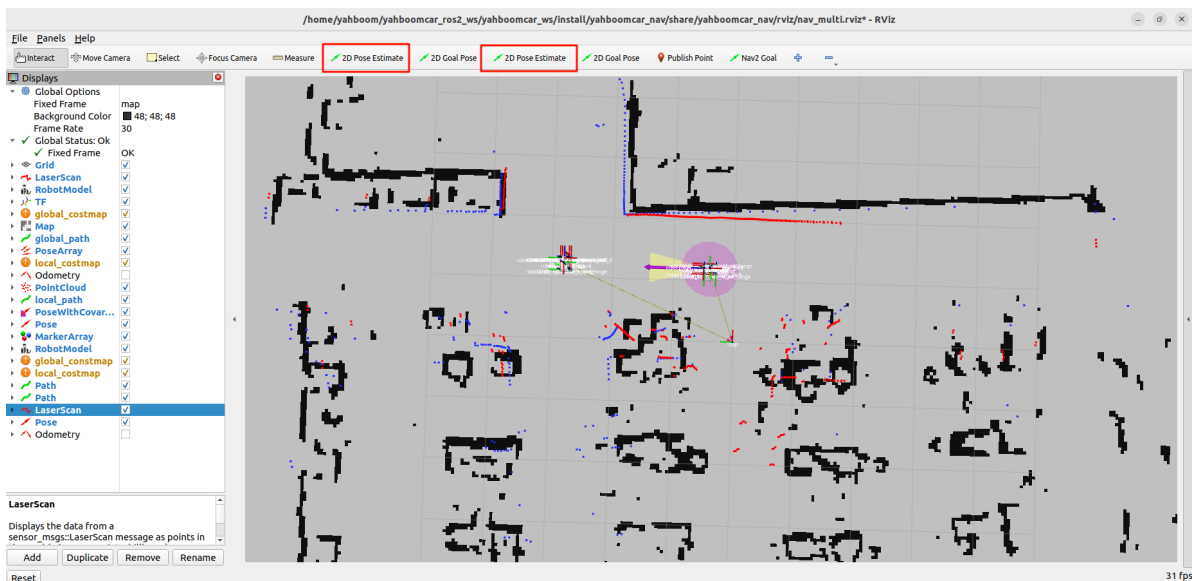 /home/yahboom/yahboomcar_ros2_ws/yahboomcar_ws/install/yahboomcar_nav/share/yahboomcar_nav/rviz/nav_multi.rviz* - RViz
File Panels Help
Interact Move Camera Select Focus Camera Measure 2D Pose Estimate 2D Goal Pose 2D Pose Estimate 2D Goal Pose Publish Point Nav2 Goal
Displays
Global Options
Fixed Frame map
Background Color 48; 48; 48
Frame Rate 30
Global Status: Ok
Fixed Frame OK
Grid
LaserScan
RobotModel
TF
global_costmap
Map
global_path
PoseArray
local_costmap
Odometry
PointCloud
local_path
PoseWithCovar...
Pose
MarkerArray
RobotModel
global_constmap
local_costmap
Path
Path
LaserScan
Pose
Odometry
LaserScan
Displays the data from a
sensor_msgs::LaserScan message as points in
Add Duplicate Remove Rename
Reset
31 fps